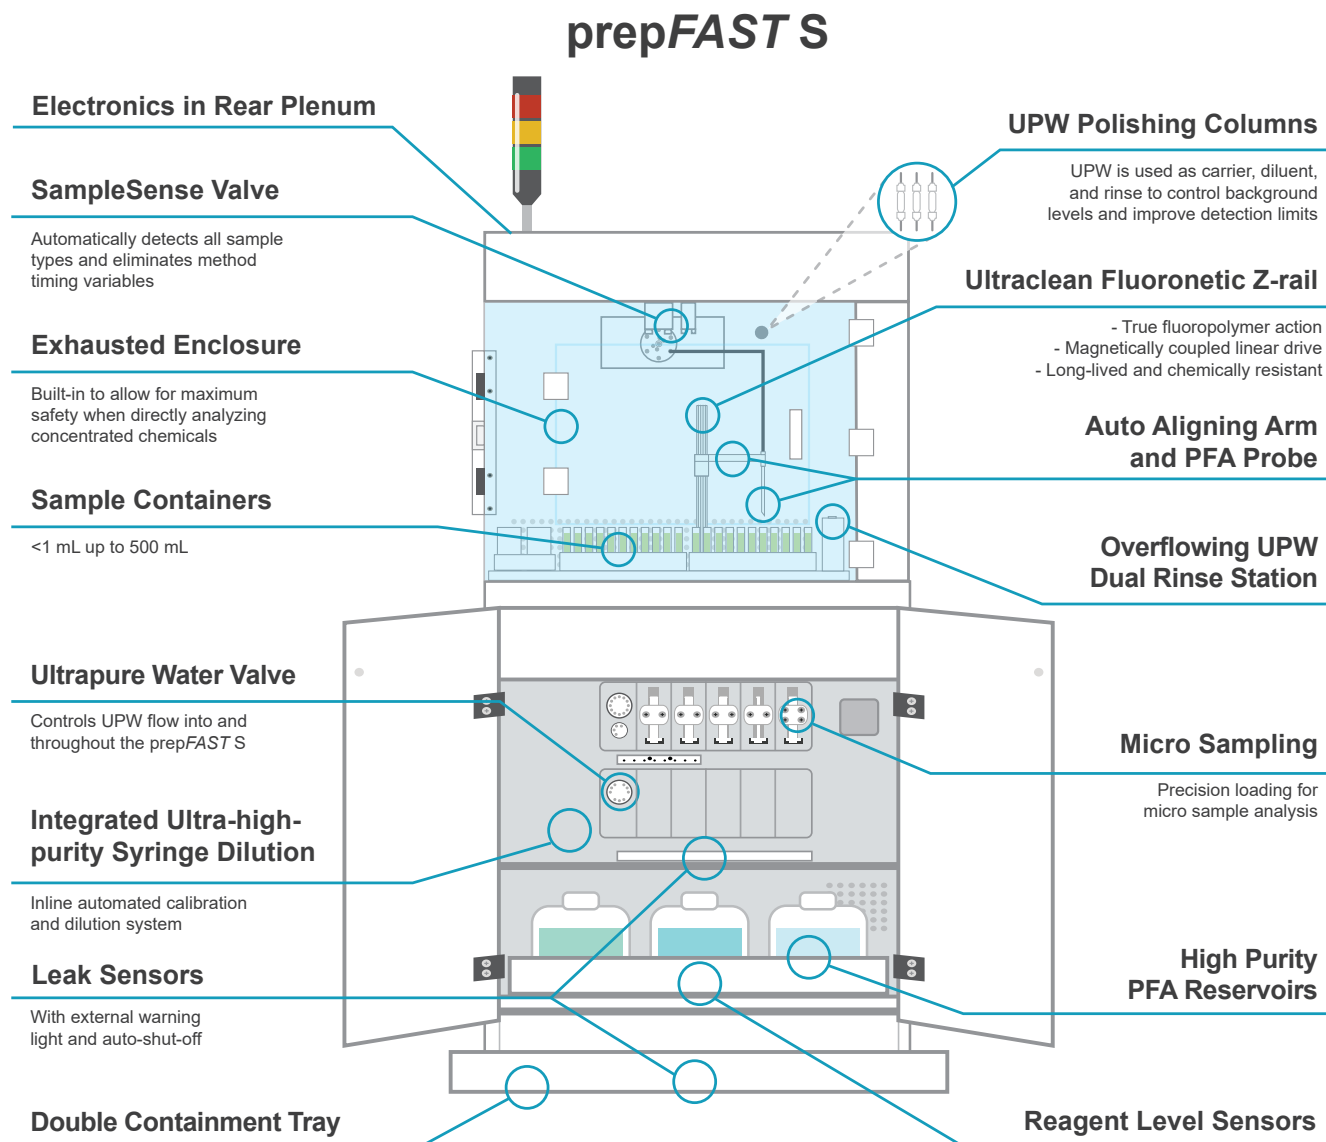 prepFAST S
Electronics in Rear Plenum
SampleSense Valve
Automatically detects all sample
types and eliminates method
timing variables
Exhausted Enclosure
Built-in to allow for maximum
safety when directly analyzing
concentrated chemicals
Sample Containers
<1 mL up to 500 mL
Ultrapure Water Valve
Controls UPW flow into and
throughout the prepFAST S
Integrated Ultra-high-
purity Syringe Dilution
Inline automated calibration
and dilution system
Leak Sensors
With external warning
light and auto-shut-off
Double Containment Tray
UPW Polishing Columns
UPW is used as carrier, diluent,
and rinse to control background
levels and improve detection limits
Ultraclean Fluoronetic Z-rail
- True fluoropolymer action
- Magnetically coupled linear drive
- Long-lived and chemically resistant
Auto Aligning Arm
and PFA Probe
Overflowing UPW
Dual Rinse Station
Micro Sampling
Precision loading for
micro sample analysis
High Purity
PFA Reservoirs
Reagent Level Sensors